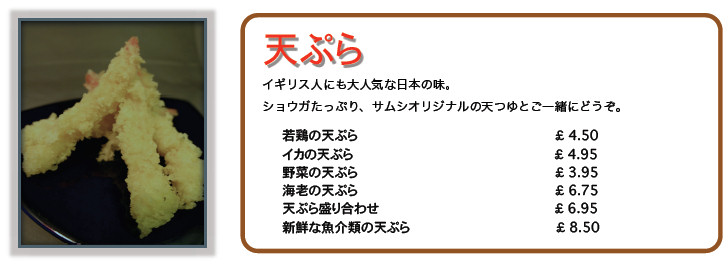 天ぷら
イギリス人にも大人気な日本の味。
ショウガたっぷり、サムシオリジナルの天つゆとご一緒にどうぞ。
若鶏の天ぷら £ 4.50
イカの天ぷら £ 4.95
野菜の天ぷら £ 3.95
海老の天ぷら £ 6.75
天ぷら盛り合わせ £ 6.95
新鮮な魚介類の天ぷら £ 8.50